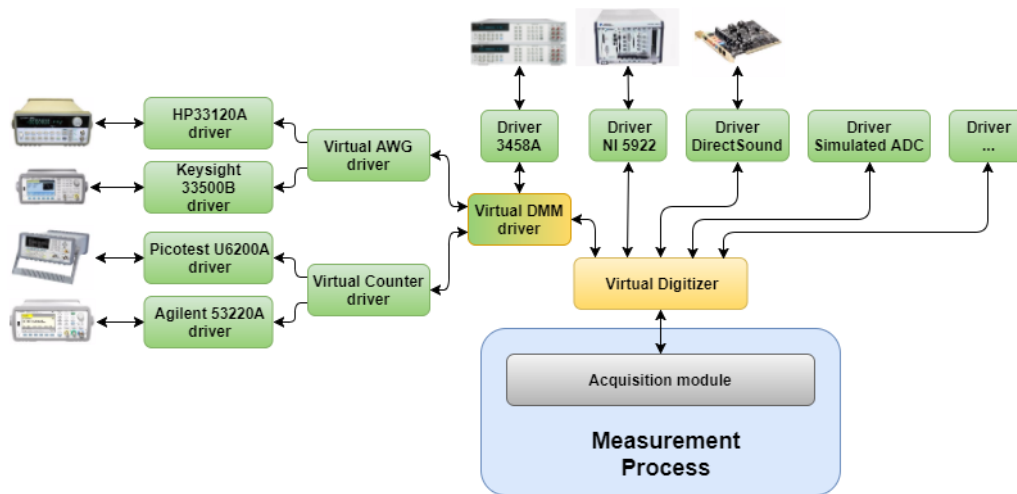 HP33120A
driver
Keysight
33500B
driver
Picotest U6200A
driver
Agilent 53220A
driver
Virtual AWG
driver
Virtual Counter
driver
Driver
3458A
Driver
NI 5922
Driver
DirectSound
Driver
Simulated ADC
Driver
...
Virtual DMM
driver
Virtual Digitizer
Acquisition module
Measurement
Process